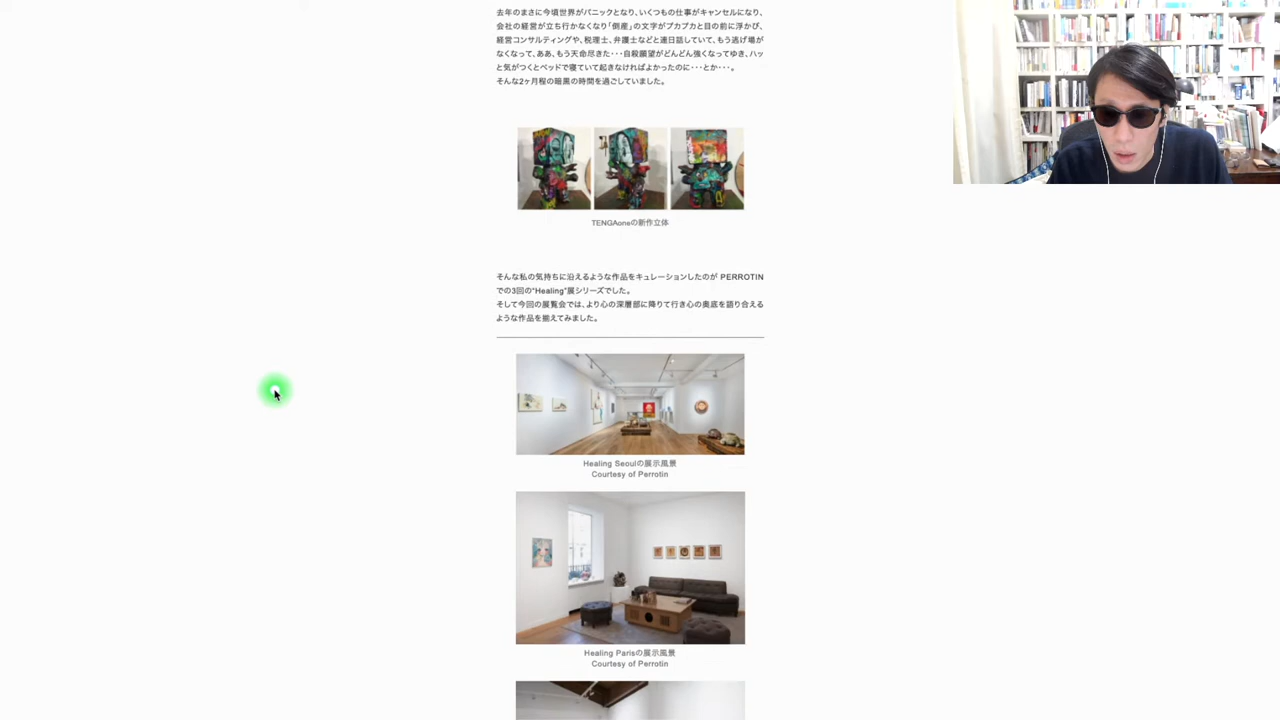 去年のまさに今頃世界がパニックとなり、いくつもの仕事がキャンセルになり、
会社の経営が立ち行かなくなり「倒産」の文字がプカプカと目の前に浮かび、
経営コンサルティングや、税理士、弁護士などと連日話していて、もう逃げ場が
なくなって、ああ、もう天命尽きた・・・自殺願望がどんどん強くなってゆき、ハッ
と気がつくとベッドで寝ていて起きなければよかったのに・・・とか・・・。
そんな2ヶ月程の暗黒の時間を過ごしていました。
TENGAoneの新作立体
そんな私の気持ちに沿えるような作品をキュレーションしたのが PERROTIN
での3回の"Healing"展シリーズでした。
そして今回の展覧会では、より心の深層部に降りて行き心の奥底を語り合える
ような作品を揃えてみました。
Healing Seoulの展示風景
Courtesy of Perrotin
Healing Parisの展示風景
Courtesy of Perrotin